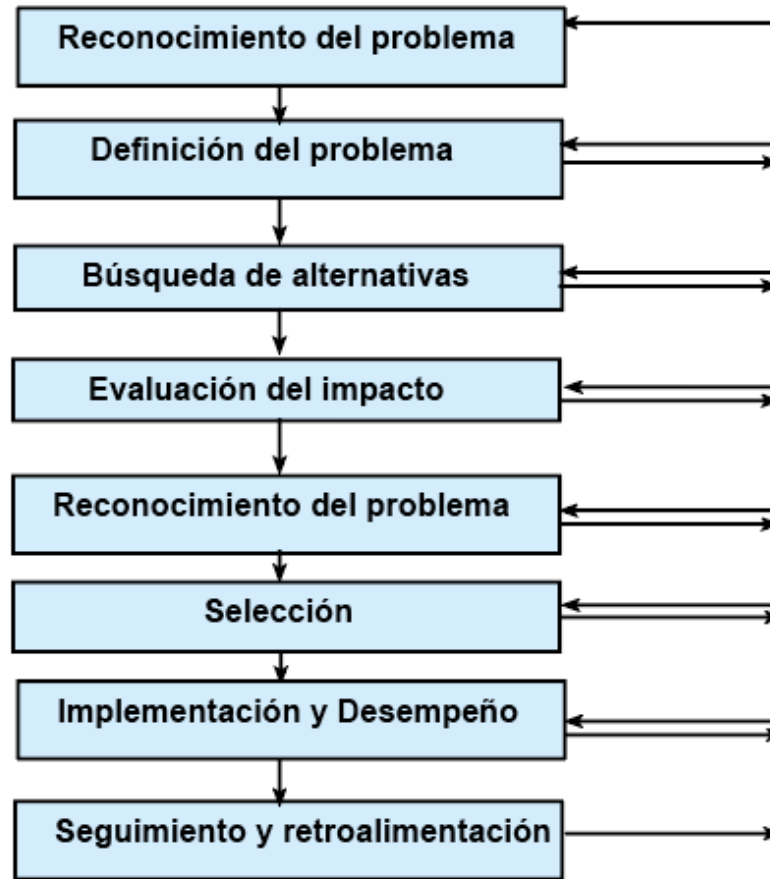 Reconocimiento del problema
Definición del problema
Búsqueda de alternativas
Evaluación del impacto
Reconocimiento del problema
Selección
Implementación y Desempeño
Seguimiento y retroalimentación